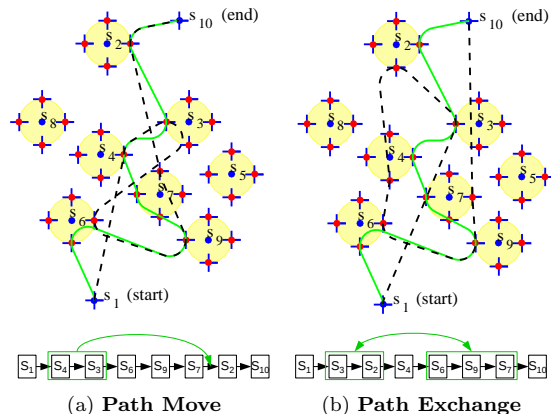 s10 (end)
s10 (end)
s2
s2
s8
s3
s8
s3
s4
s4
s5
s5
s7
s7
s6
s6
s9
s9
s1 (start)
s1 (start)
S1 S4 S3 S6 S9 S7 S2 S10
S1 S3 S2 S4 S6 S9 S7 S10
(a) Path Move
(b) Path Exchange